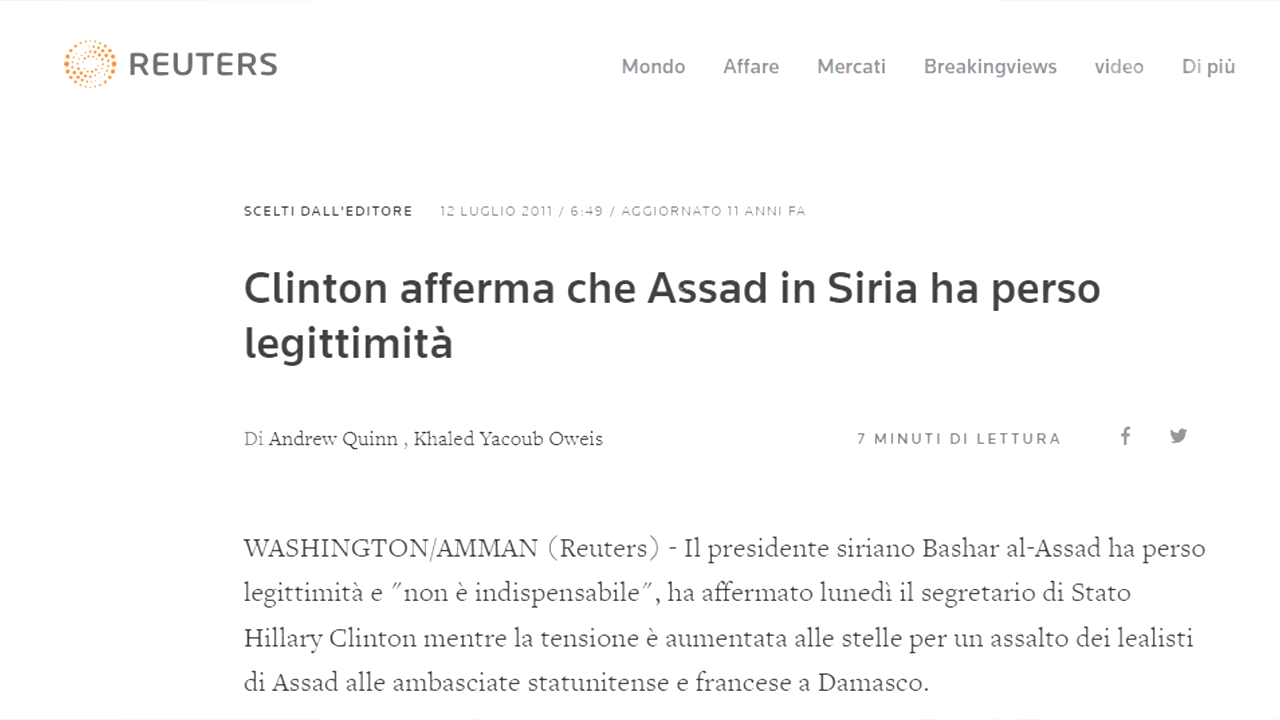 REUTERS
Mondo Affare Mercati Breakingviews video Di più
SCELTI DALL'EDITORE 12 LUGLIO 2011 / 6:49 / AGGIORNATO 11 ANNI FA
Clinton afferma che Assad in Siria ha perso
legittimità
Di Andrew Quinn , Khaled Yacoub Oweis 7 MINUTI DI LETTURA
WASHINGTON/AMMAN (Reuters) - Il presidente siriano Bashar al-Assad ha perso
legittimità e "non è indispensabile", ha affermato lunedì il segretario di Stato
Hillary Clinton mentre la tensione è aumentata alle stelle per un assalto dei lealisti
di Assad alle ambasciate statunitense e francese a Damasco.